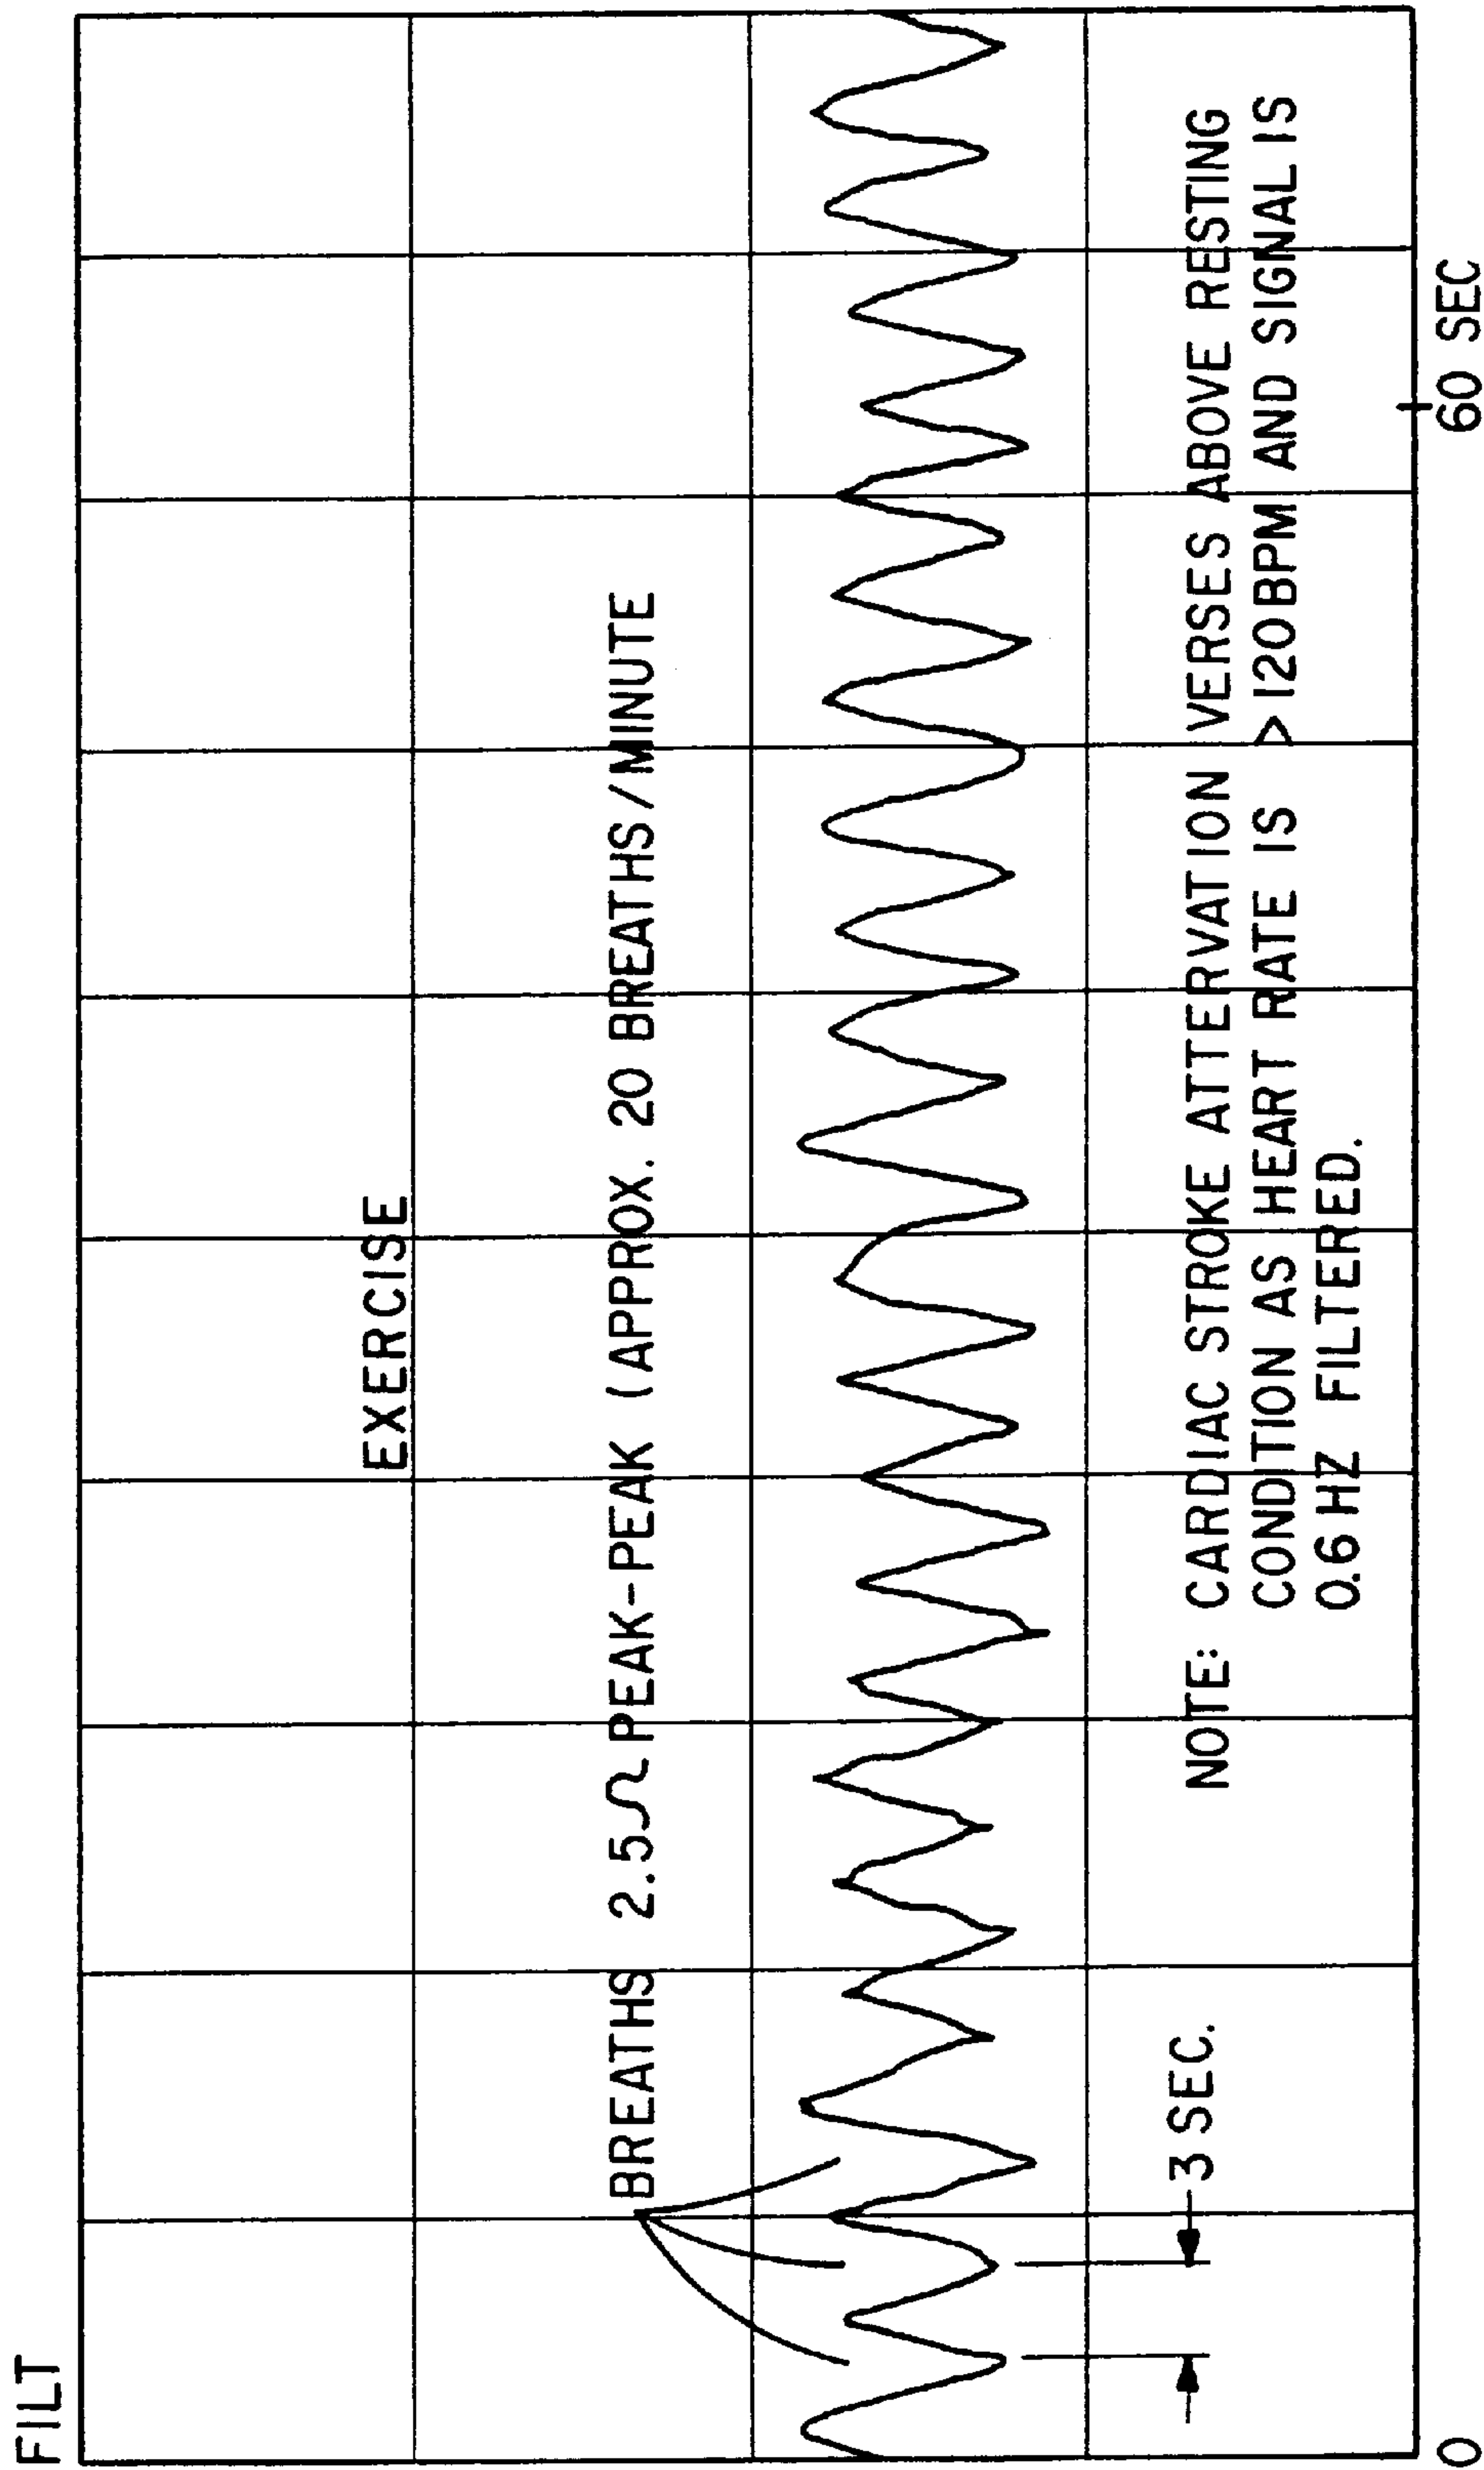 FILT
EXERCISE
BREATHS 2.5Ω PEAK-PEAK (APPROX. 20 BREATHS/MINUTE
3 SEC.
NOTE: CARDIAC STROKE ATTERVATION VERSES ABOVE RESTING
CONDITION AS HEART RATE IS >120BPM AND SIGNAL IS
0.6 HZ FILTERED.
0
60 SEC